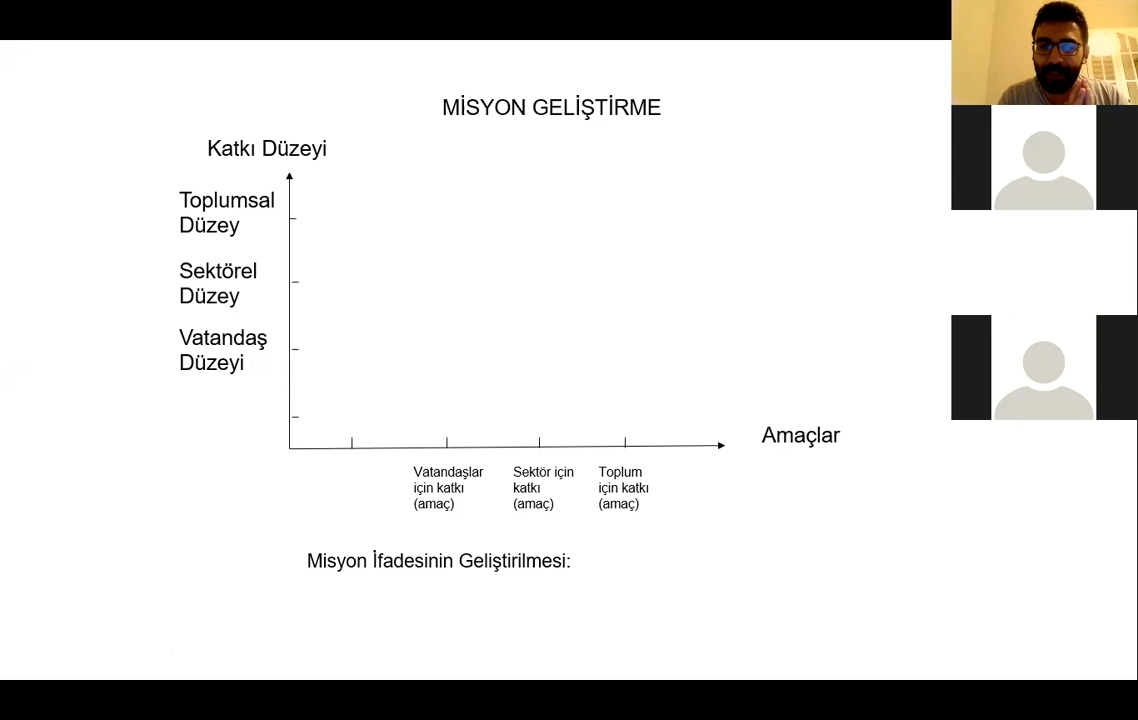 MİSYON GELİŞTİRME
Katkı Düzeyi
Toplumsal
Düzey
Sektörel
Düzey
Vatandaş
Düzeyi
Amaçlar
Vatandaşlar
için katkı
(amaç)
Sektör için
katkı
(amaç)
Toplum
için katkı
(amaç)
Misyon İfadesinin Geliştirilmesi: